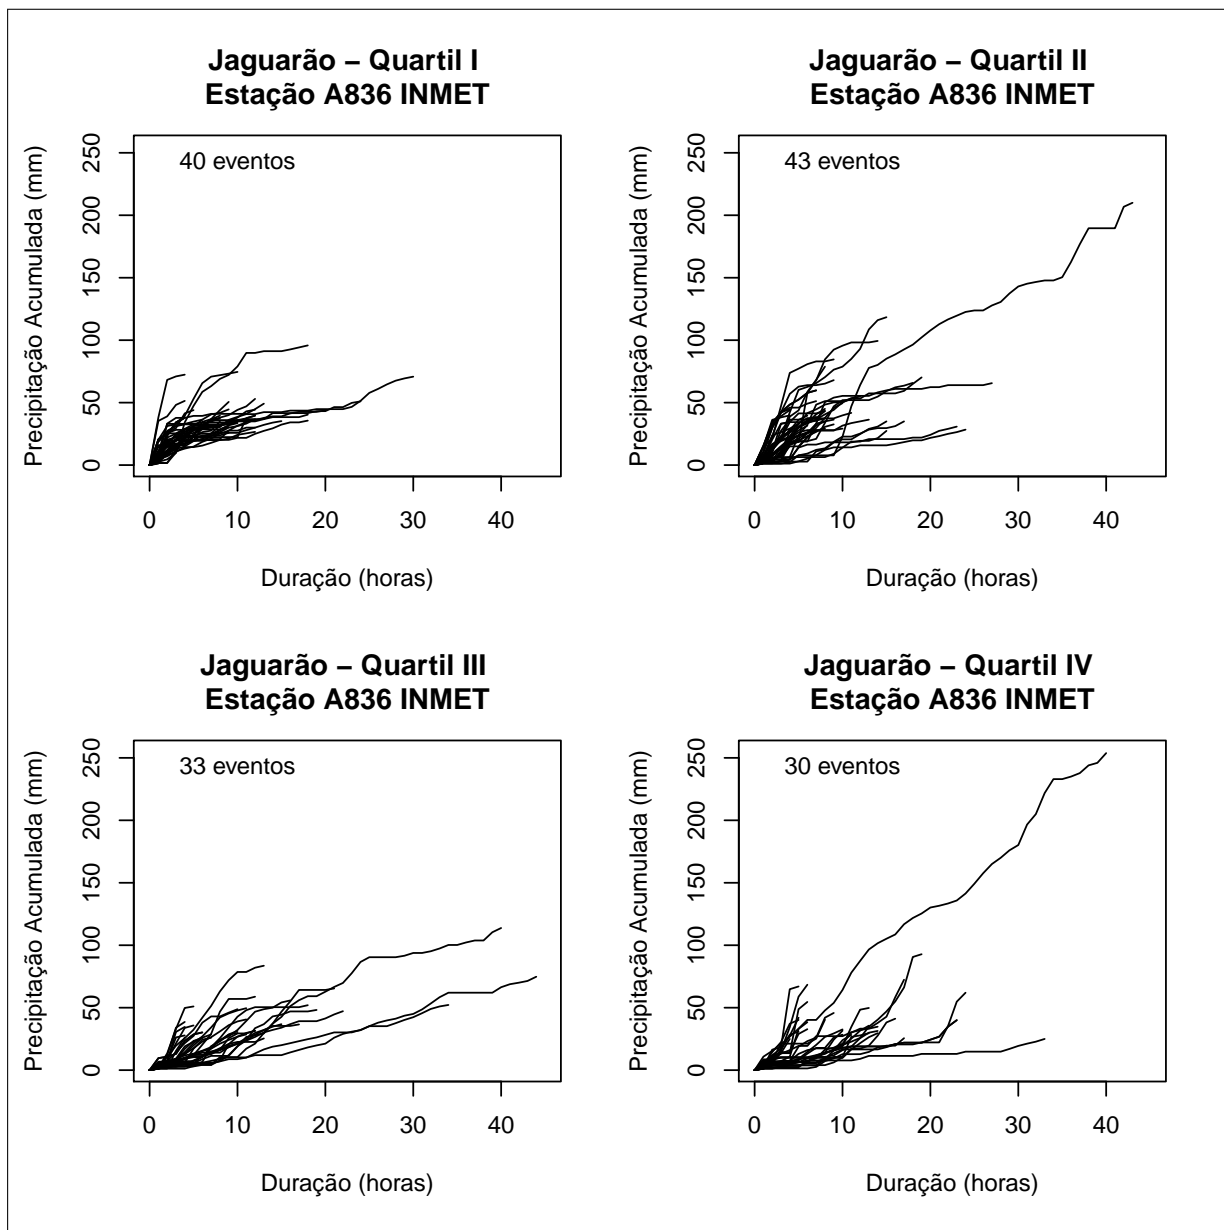 Jaguarão – Quartil I
Estação A836 INMET
40 eventos
Precipitação Acumulada (mm)
250
200
150
100
50
0
0 10 20 30 40
Duração (horas)
Jaguarão – Quartil II
Estação A836 INMET
43 eventos
Precipitação Acumulada (mm)
250
200
150
100
50
0
0 10 20 30 40
Duração (horas)
Jaguarão – Quartil III
Estação A836 INMET
33 eventos
Precipitação Acumulada (mm)
250
200
150
100
50
0
0 10 20 30 40
Duração (horas)
Jaguarão – Quartil IV
Estação A836 INMET
30 eventos
Precipitação Acumulada (mm)
250
200
150
100
50
0
0 10 20 30 40
Duração (horas)